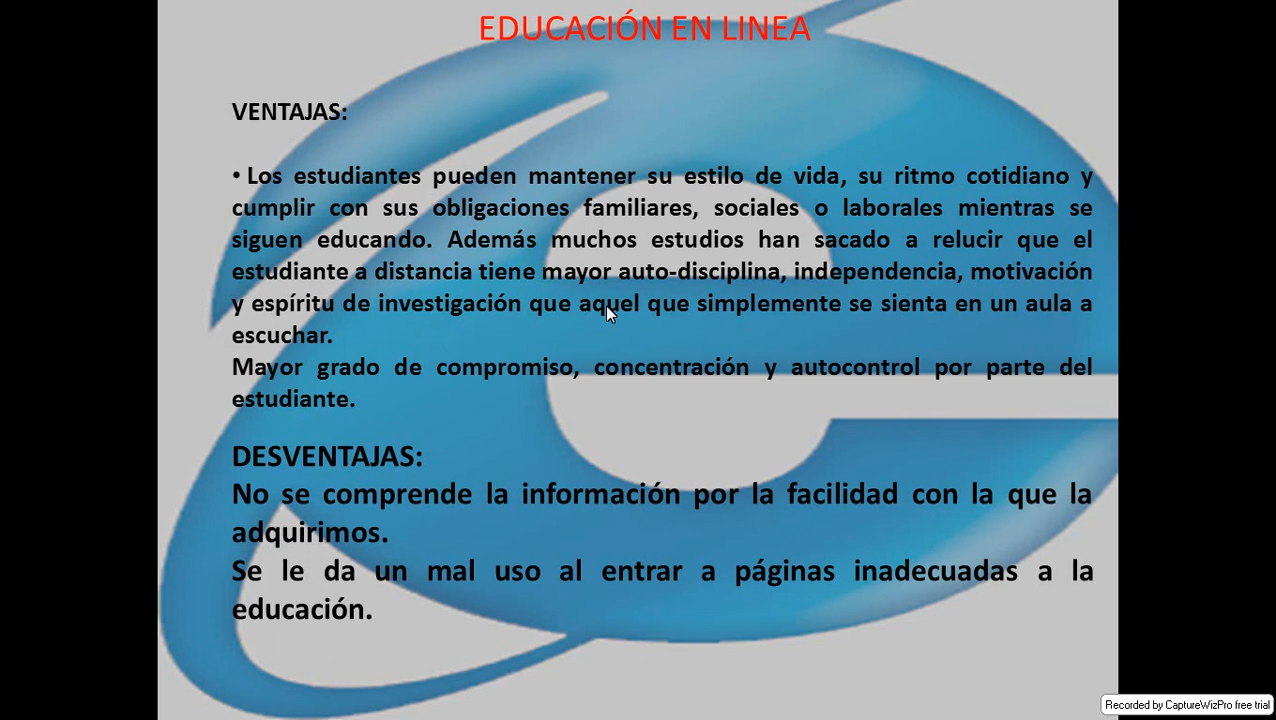 EDUCACIÓN EN LINEA
VENTAJAS:
• Los estudiantes pueden mantener su estilo de vida, su ritmo cotidiano y
cumplir con sus obligaciones familiares, sociales o laborales mientras se
siguen educando. Además muchos estudios han sacado a relucir que el
estudiante a distancia tiene mayor auto-disciplina, independencia, motivación
y espíritu de investigación que aquel que simplemente se sienta en un aula a
escuchar.
Mayor grado de compromiso, concentración y autocontrol por parte del
estudiante.
DESVENTAJAS:
No se comprende la información por la facilidad con la que la
adquirimos.
Se le da un mal uso al entrar a páginas inadecuadas a la
educación.
Recorded by CaptureWizPro free trial